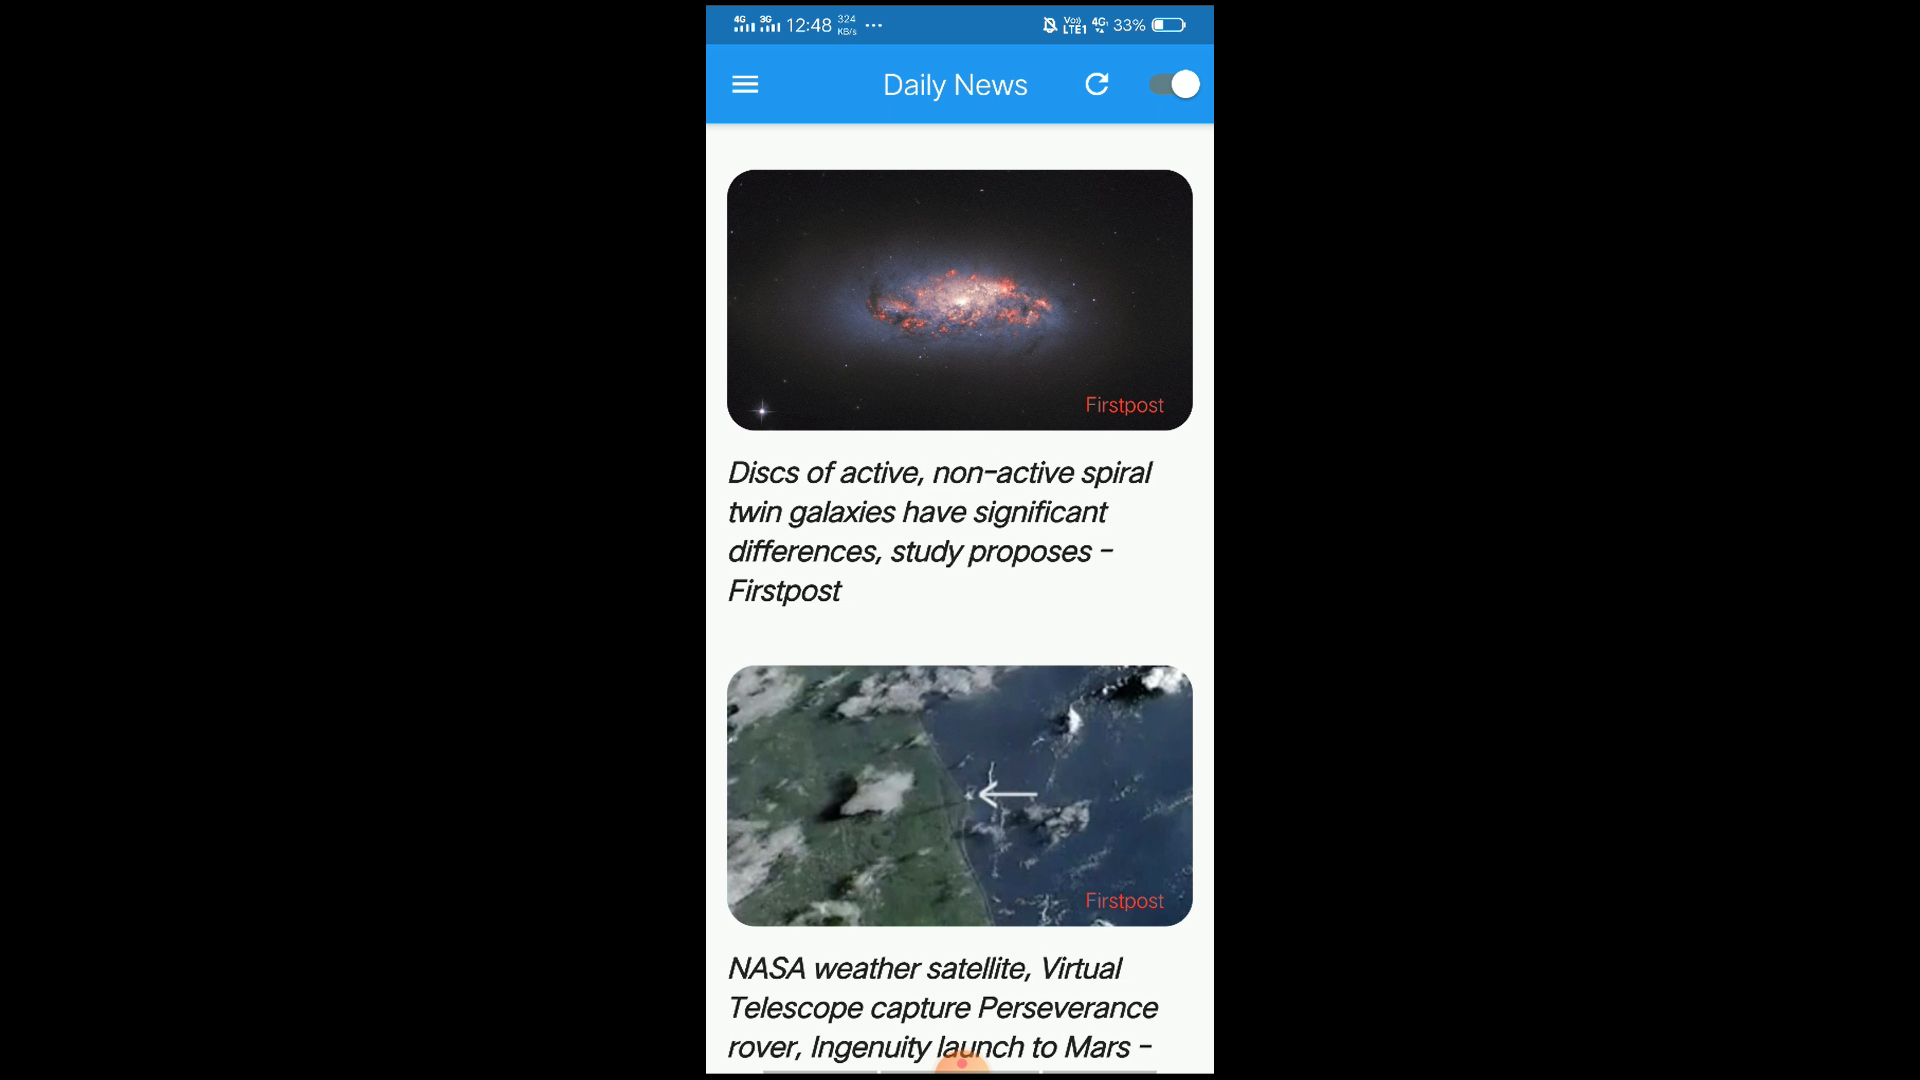 4G 3G 12:48 324 KB/s ... Vo)) LTE1 4G 33%
Daily News
Firstpost
Discs of active, non-active spiral
twin galaxies have significant
differences, study proposes -
Firstpost
Firstpost
NASA weather satellite, Virtual
Telescope capture Perseverance
rover, Ingenuity launch to Mars -